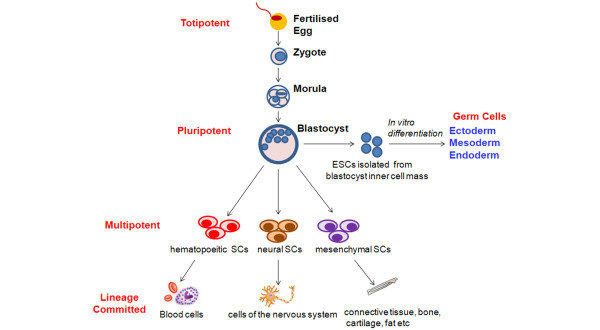 Totipotent
Fertilised
Egg
Zygote
Morula
Pluripotent
Blastocyst
In vitro
differentiation
Germ Cells
Ectoderm
Mesoderm
Endoderm
ESCs isolated from
blastocyst inner cell mass
Multipotent
hematopoeitic SCs
neural SCs
mesenchymal SCs
Lineage
Committed
Blood cells
cells of the nervous system
connective tissue, bone,
cartilage, fat etc